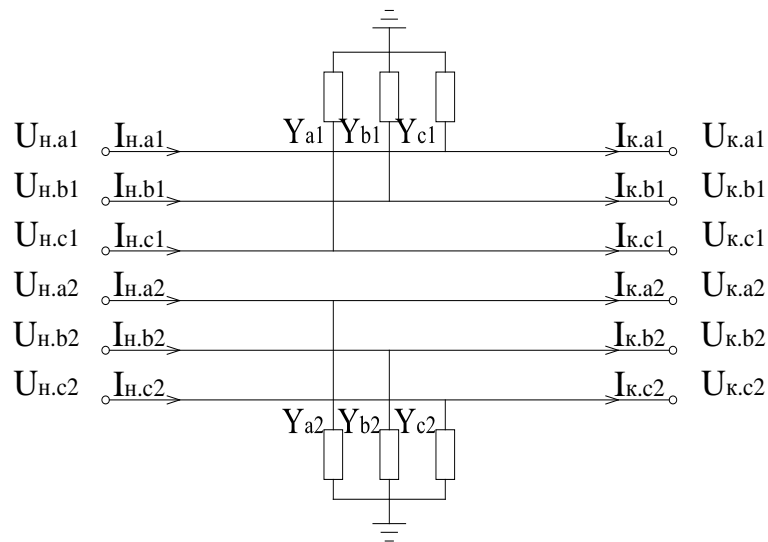 Ya1 Yb1 Yc1
Uн.a1 Iн.a1 Iк.a1 Uк.a1
Uн.b1 Iн.b1 Iк.b1 Uк.b1
Uн.c1 Iн.c1 Iк.c1 Uк.c1
Uн.a2 Iн.a2 Iк.a2 Uк.a2
Uн.b2 Iн.b2 Iк.b2 Uк.b2
Uн.c2 Iн.c2 Iк.c2 Uк.c2
Ya2 Yb2 Yc2